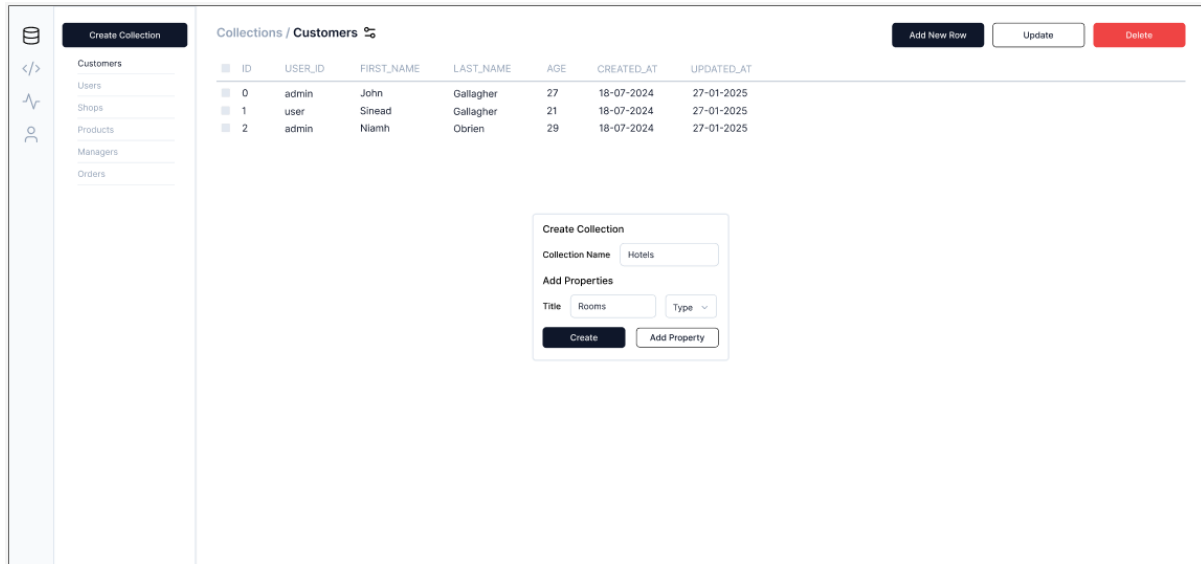 Create Collection
Customers
Users
Shops
Products
Managers
Orders
Collections / Customers
Add New Row Update Delete
ID USER_ID FIRST_NAME LAST_NAME AGE CREATED_AT UPDATED_AT
0 admin John Gallagher 27 18-07-2024 27-01-2025
1 user Sinead Gallagher 21 18-07-2024 27-01-2025
2 admin Niamh Obrien 29 18-07-2024 27-01-2025
Create Collection
Collection Name Hotels
Add Properties
Title Rooms Type
Create Add Property